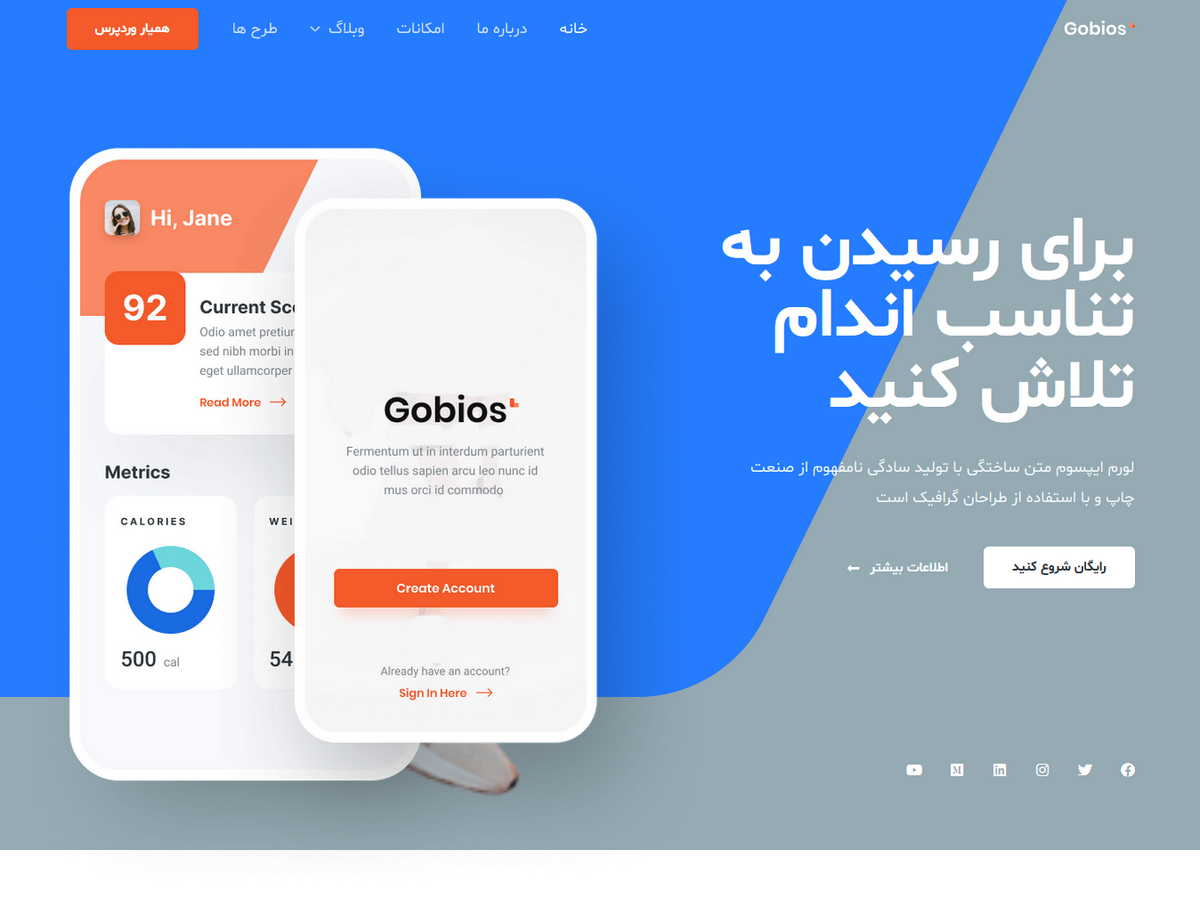 Gobios
خانه
درباره ما
امکانات
وبلاگ
طرح ها
همیار وردپرس
برای رسیدن به
تناسب اندام
تلاش کنید
لورم ایپسوم متن ساختگی با تولید سادگی نامفهوم از صنعت
چاپ و با استفاده از طراحان گرافیک است
رایگان شروع کنید
اطلاعات بیشتر ←
Hi, Jane
92
Current Sc
Odio amet pretiu
sed nibh morbi in
eget ullamcorper
Read More →
Metrics
CALORIES
500 cal
WEI
54
Gobios
Fermentum ut in interdum parturient
odio tellus sapien arcu leo nunc id
mus orci id commodo
Create Account
Already have an account?
Sign In Here →